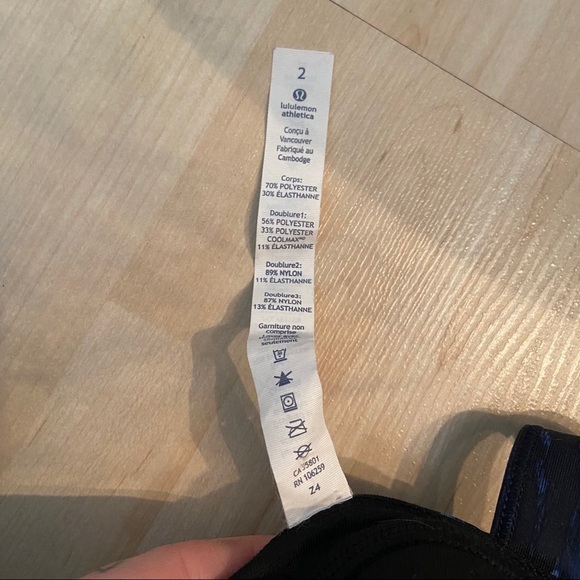 2
lululemon
athletica
Conçu à
Vancouver
Fabriqué au
Cambodge
Corps:
70% POLYESTER
30% ÉLASTHANNE
Doublure1:
56% POLYESTER
33% POLYESTER
COOLMAX
11% ÉLASTHANNE
Doublure2:
89% NYLON
11% ÉLASTHANNE
Doublure3:
87% NYLON
13% ÉLASTHANNE
Garniture non
comprise
seulement
CA 35801
RN 106259
Z4